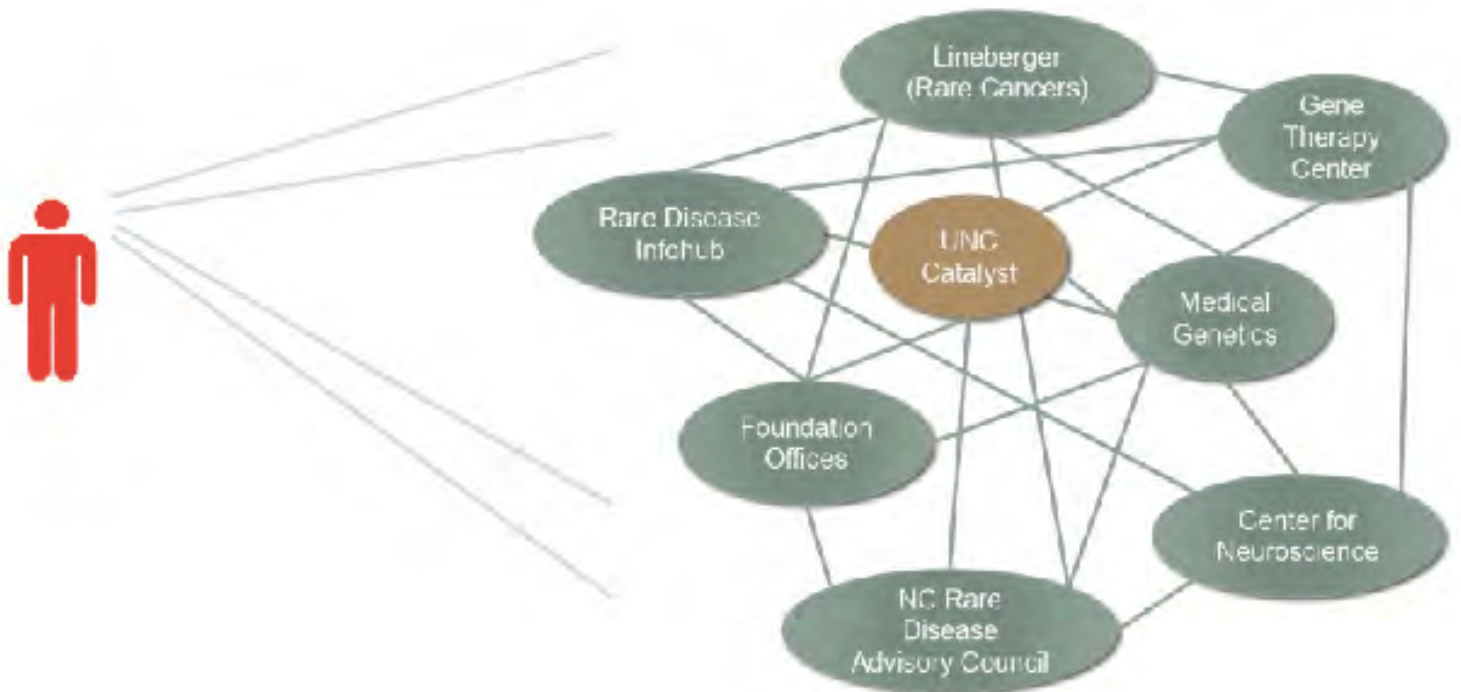 Lineberger
(Rare Cancers)
Gene
Therapy
Center
Rare Disease
Infohub
UNC
Catalyst
Medical
Genetics
Foundation
Offices
Center for
Neuroscience
NC Rare
Disease
Advisory Council